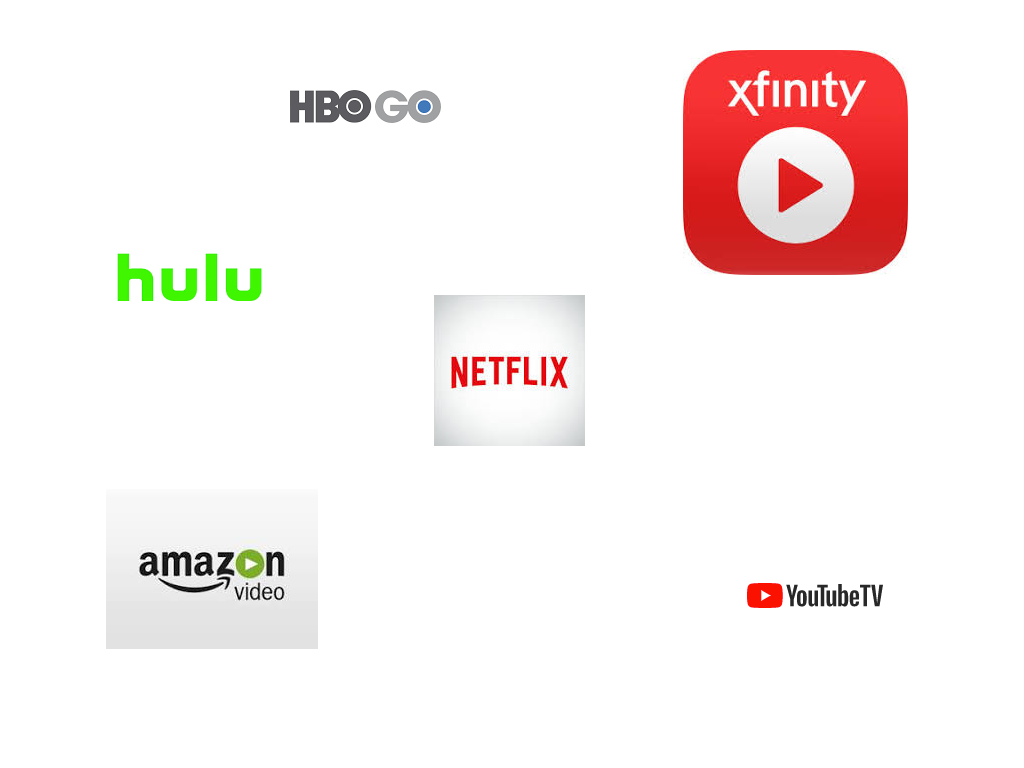 HBO GO
xfinity
hulu
NETFLIX
amazon
video
YouTubeTV